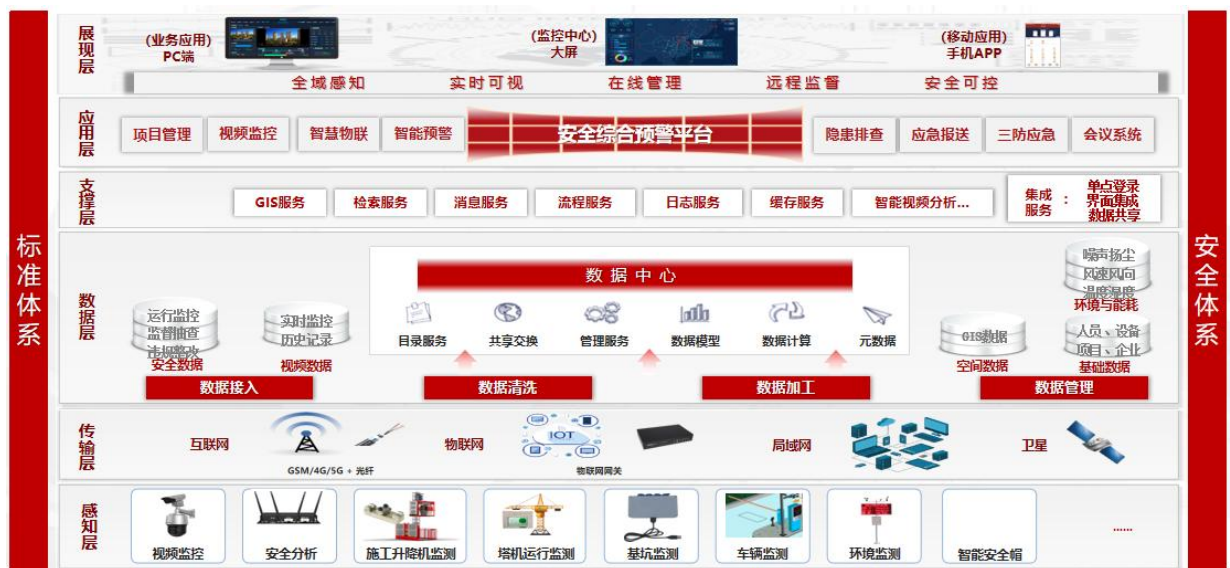 标准体系
展现层
(业务应用)
PC端
(监控中心)
大屏
(移动应用)
手机APP
全域感知 实时可视 在线管理 远程监督 安全可控
应用层
项目管理 视频监控 智慧物联 智能预警 安全综合预警平台 隐患排查 应急报送 三防应急 会议系统
支撑层
GIS服务 检索服务 消息服务 流程服务 日志服务 缓存服务 智能视频分析...
集成服务 :
单点登录
界面集成
数据共享
数据层
运行监控
监督抽查
违规整改
安全数据
实时监控
历史记录
视频数据
数据中心
目录服务 共享交换 管理服务 数据模型 数据计算 元数据
GIS数据
空间数据
噪声扬尘
风速风向
温度湿度
环境与能耗
人员、设备
项目、企业
基础数据
数据接入 数据清洗 数据加工 数据管理
传输层
互联网
GSM/4G/5G + 光纤
物联网
IOT
物联网网关
局域网
卫星
感知层
视频监控 安全分析 施工升降机监测 塔机运行监测 基坑监测 车辆监测 环境监测 智能安全帽 ......
安全体系